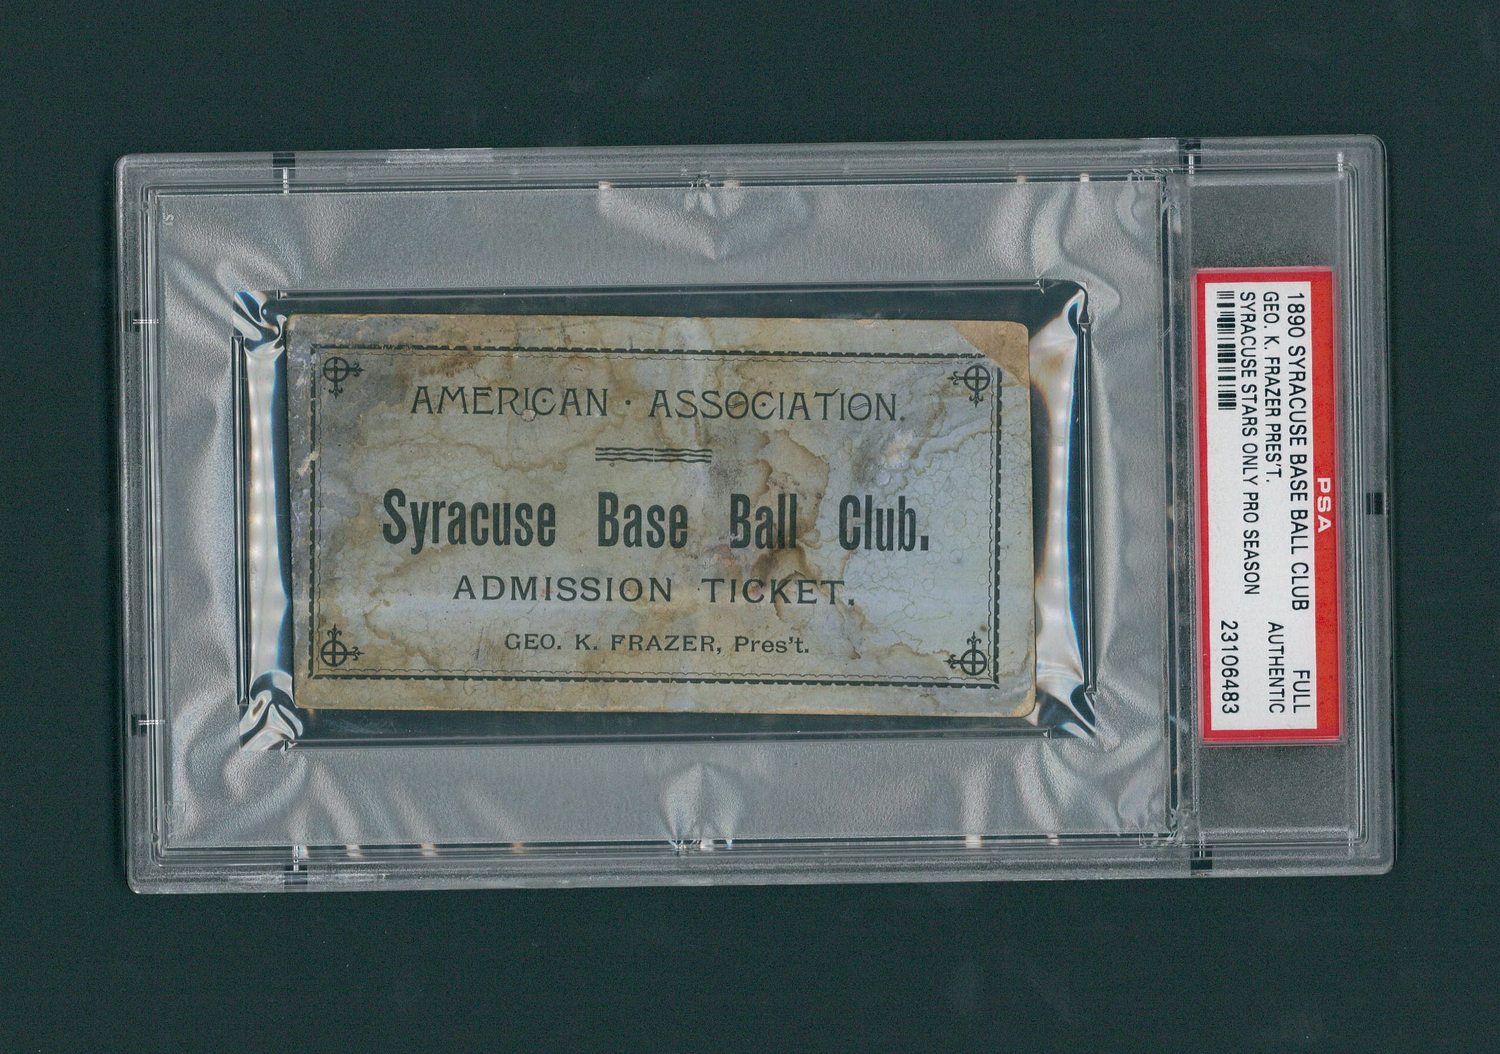 AMERICAN · ASSOCIATION.
Syracuse Base Ball Club.
ADMISSION TICKET.
GEO. K. FRAZER, Pres't.
PSA
1890 SYRACUSE BASE BALL CLUB FULL
GEO. K. FRAZER PRES'T. AUTHENTIC
SYRACUSE STARS ONLY PRO SEASON
23106483